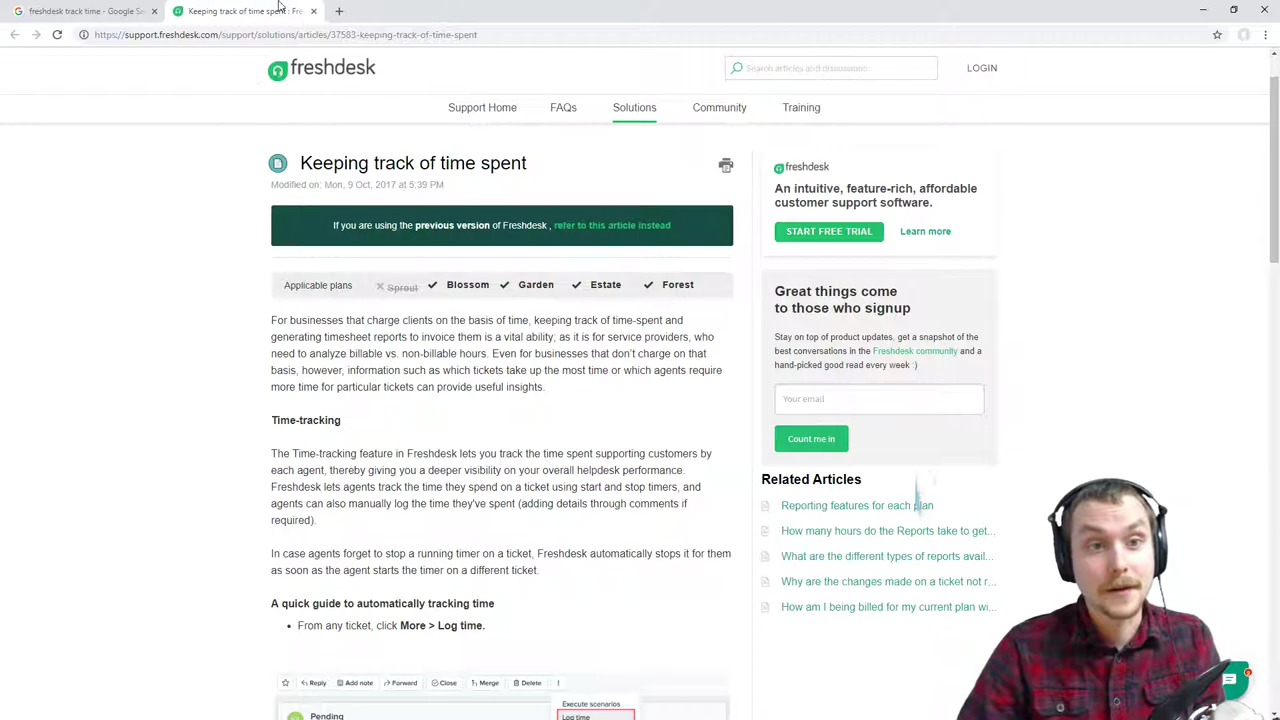 freshdesk track time - Google Se
Keeping track of time spent : Fre
https://support.freshdesk.com/support/solutions/articles/37583-keeping-track-of-time-spent
freshdesk
Search articles and discussions
LOGIN
Support Home
FAQs
Solutions
Community
Training
Keeping track of time spent
Modified on: Mon, 9 Oct, 2017 at 5:39 PM
If you are using the previous version of Freshdesk , refer to this article instead
Applicable plans
Sprout
Blossom
Garden
Estate
Forest
For businesses that charge clients on the basis of time, keeping track of time-spent and
generating timesheet reports to invoice them is a vital ability; as it is for service providers, who
need to analyze billable vs. non-billable hours. Even for businesses that don't charge on that
basis, however, information such as which tickets take up the most time or which agents require
more time for particular tickets can provide useful insights.
Time-tracking
The Time-tracking feature in Freshdesk lets you track the time spent supporting customers by
each agent, thereby giving you a deeper visibility on your overall helpdesk performance.
Freshdesk lets agents track the time they spend on a ticket using start and stop timers, and
agents can also manually log the time they've spent (adding details through comments if
required).
In case agents forget to stop a running timer on a ticket, Freshdesk automatically stops it for them
as soon as the agent starts the timer on a different ticket.
A quick guide to automatically tracking time
• From any ticket, click More > Log time.
Reply
Add note
Forward
Close
Merge
Delete
Execute scenarios
Log time
Pending
freshdesk
An intuitive, feature-rich, affordable
customer support software.
START FREE TRIAL
Learn more
Great things come
to those who signup
Stay on top of product updates, get a snapshot of the
best conversations in the Freshdesk community and a
hand-picked good read every week :)
Your email
Count me in
Related Articles
Reporting features for each plan
How many hours do the Reports take to get...
What are the different types of reports avail...
Why are the changes made on a ticket not r...
How am I being billed for my current plan wi...